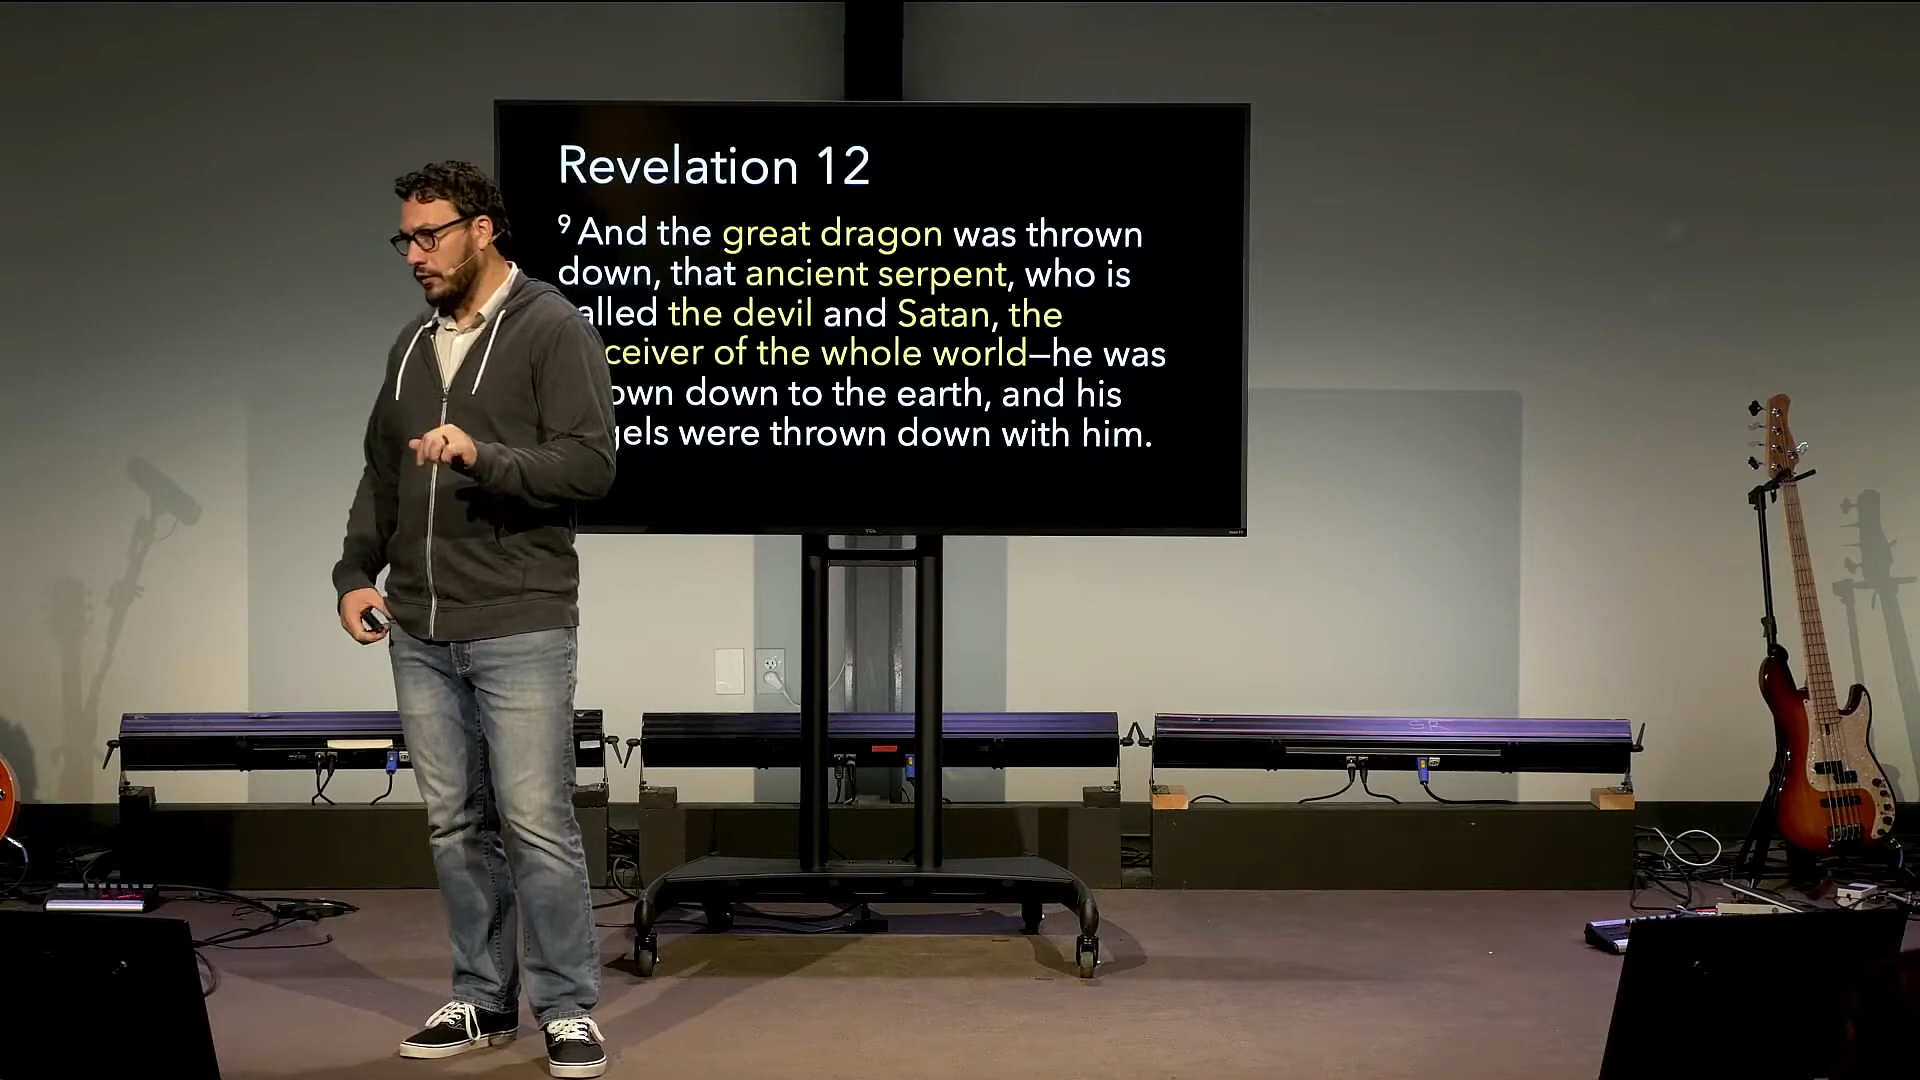 Revelation 12
9 And the great dragon was thrown
down, that ancient serpent, who is
alled the devil and Satan, the
ceiver of the whole world—he was
own down to the earth, and his
gels were thrown down with him.
SR